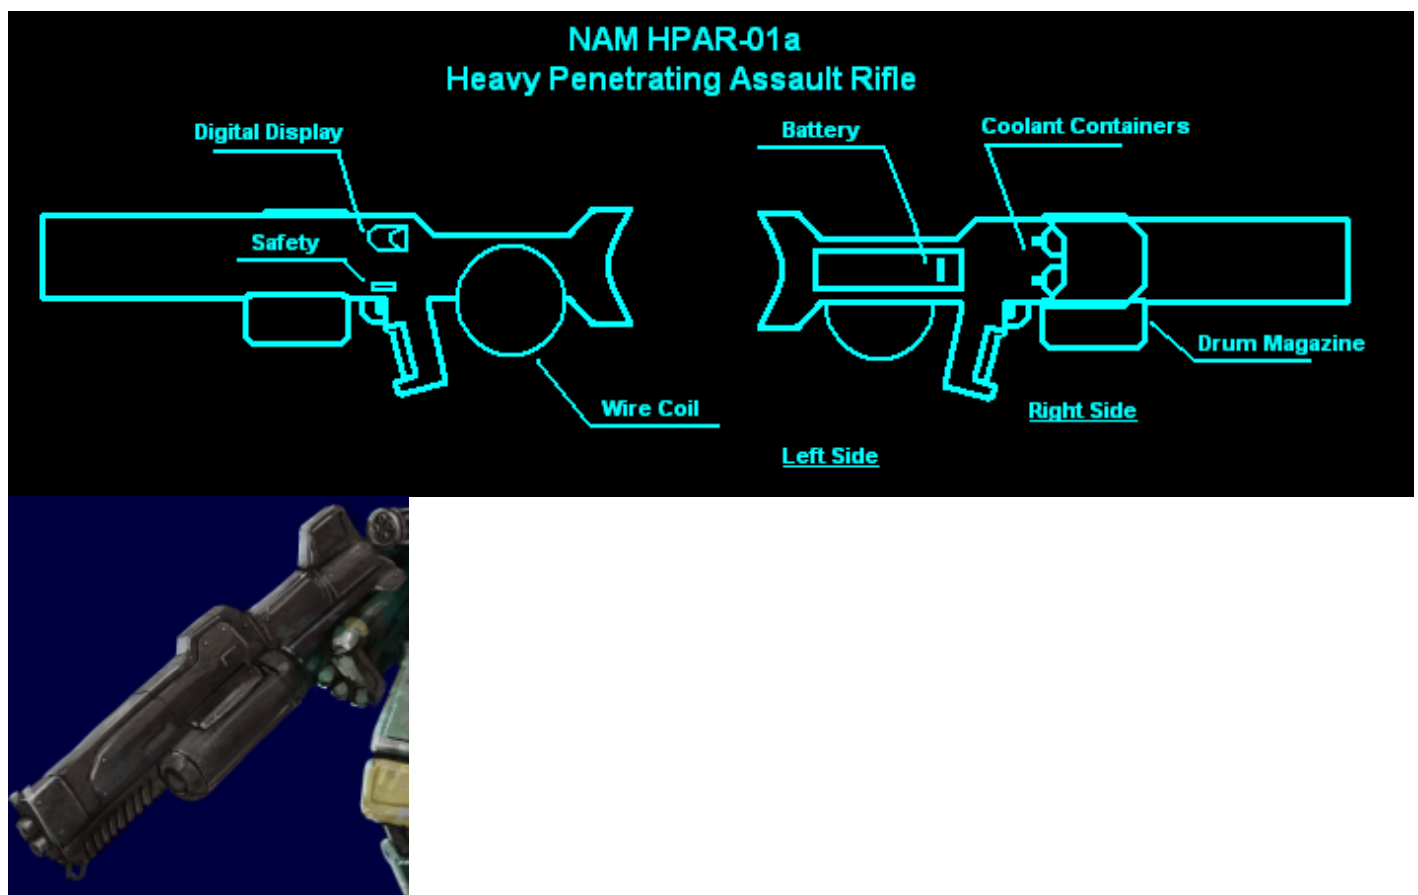 NAM HPAR-01a
Heavy Penetrating Assault Rifle
Digital Display
Battery
Coolant Containers
Safety
Drum Magazine
Wire Coil
Right Side
Left Side